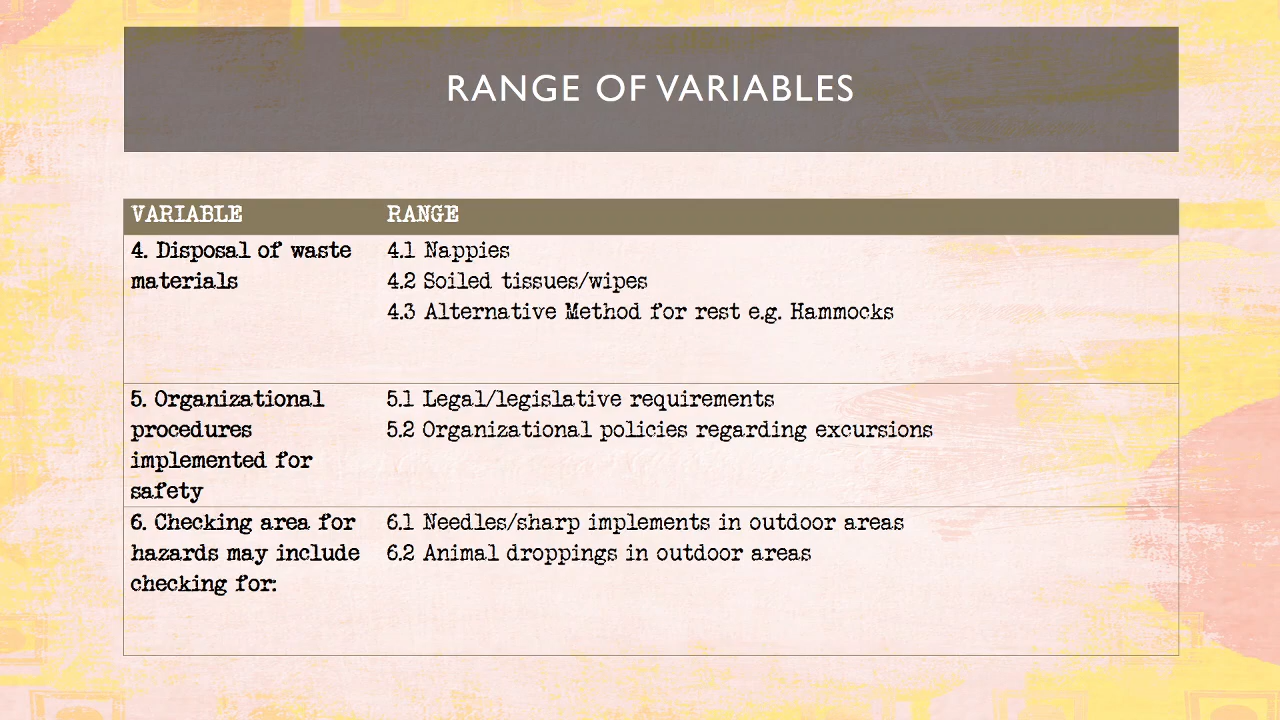 RANGE OF VARIABLES
VARIABLE RANGE
4. Disposal of waste materials
4.1 Nappies
4.2 Soiled tissues/wipes
4.3 Alternative Method for rest e.g. Hammocks
5. Organizational
procedures
implemented for
safety
5.1 Legal/legislative requirements
5.2 Organizational policies regarding excursions
6. Checking area for
hazards may include
checking for:
6.1 Needles/sharp implements in outdoor areas
6.2 Animal droppings in outdoor areas